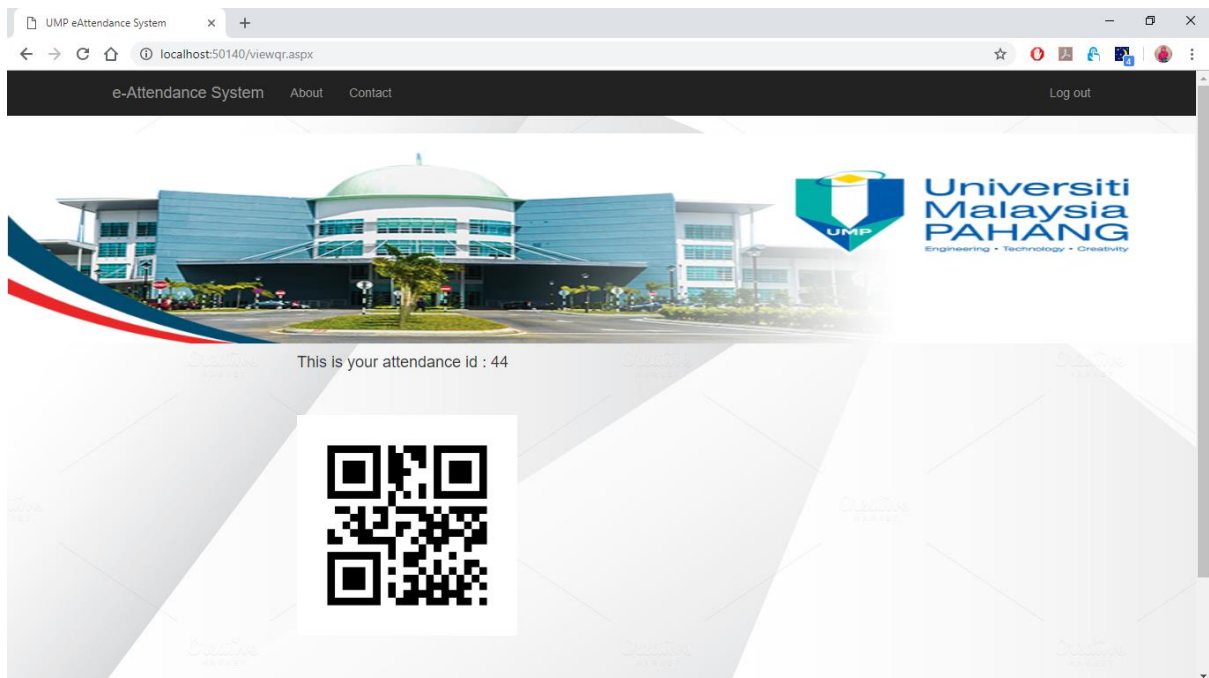 UMP eAttendance System
localhost:50140/viewqr.aspx
4
e-Attendance System About Contact Log out
UMP
Universiti
Malaysia
PAHANG
Engineering • Technology • Creativity
This is your attendance id : 44